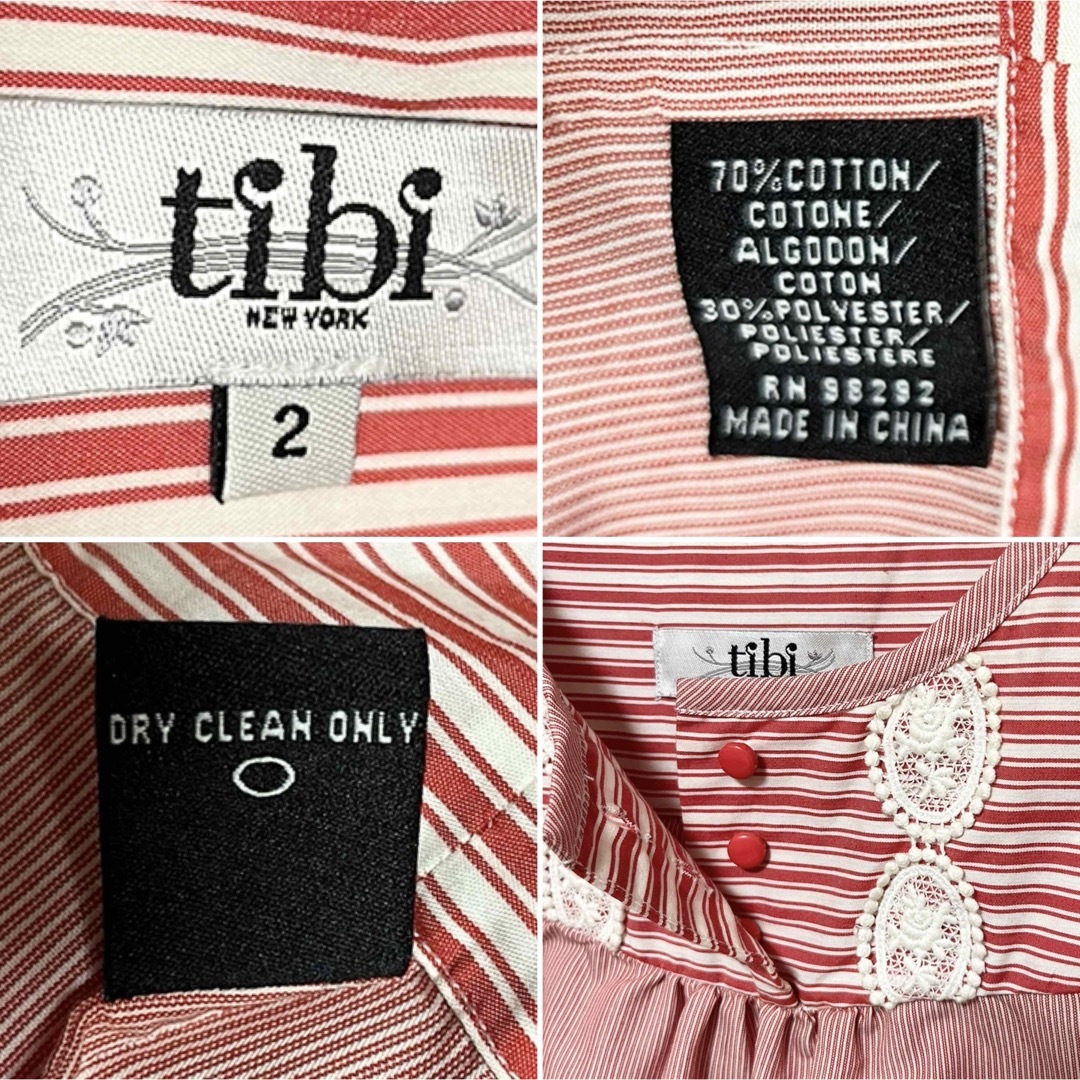 tibi
NEW YORK
2
70% COTTON/
COTONE/
ALGODON/
COTON
30% POLYESTER/
POLIESTER/
POLIESTERE
RN 98292
MADE IN CHINA
DRY CLEAN ONLY
tibi